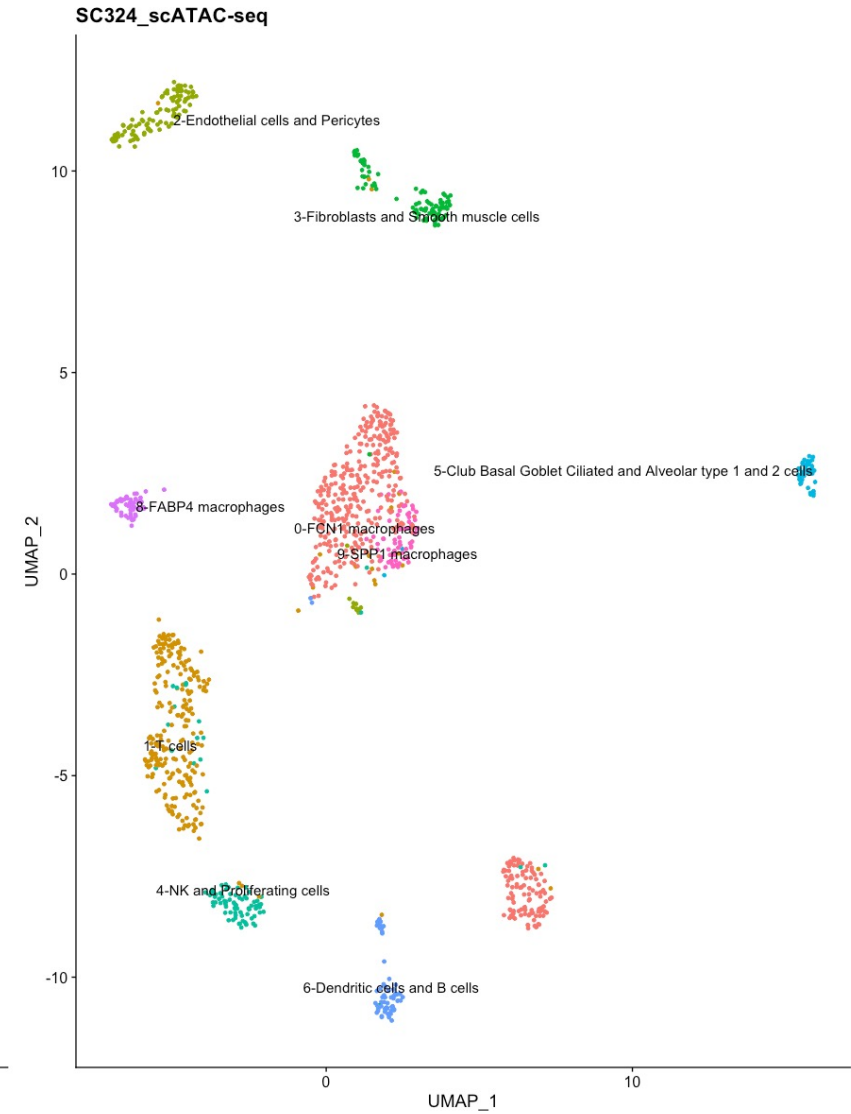 SC324_scATAC-seq
2-Endothelial cells and Pericytes
10
3-Fibroblasts and Smooth muscle cells
5
5-Club Basal Goblet Ciliated and Alveolar type 1 and 2 cells
8-FABP4 macrophages
0-FCN1 macrophages
9-SPP1 macrophages
UMAP_2
0
1-T cells
-5
4-NK and Proliferating cells
-10
6-Dendritic cells and B cells
0
10
UMAP_1